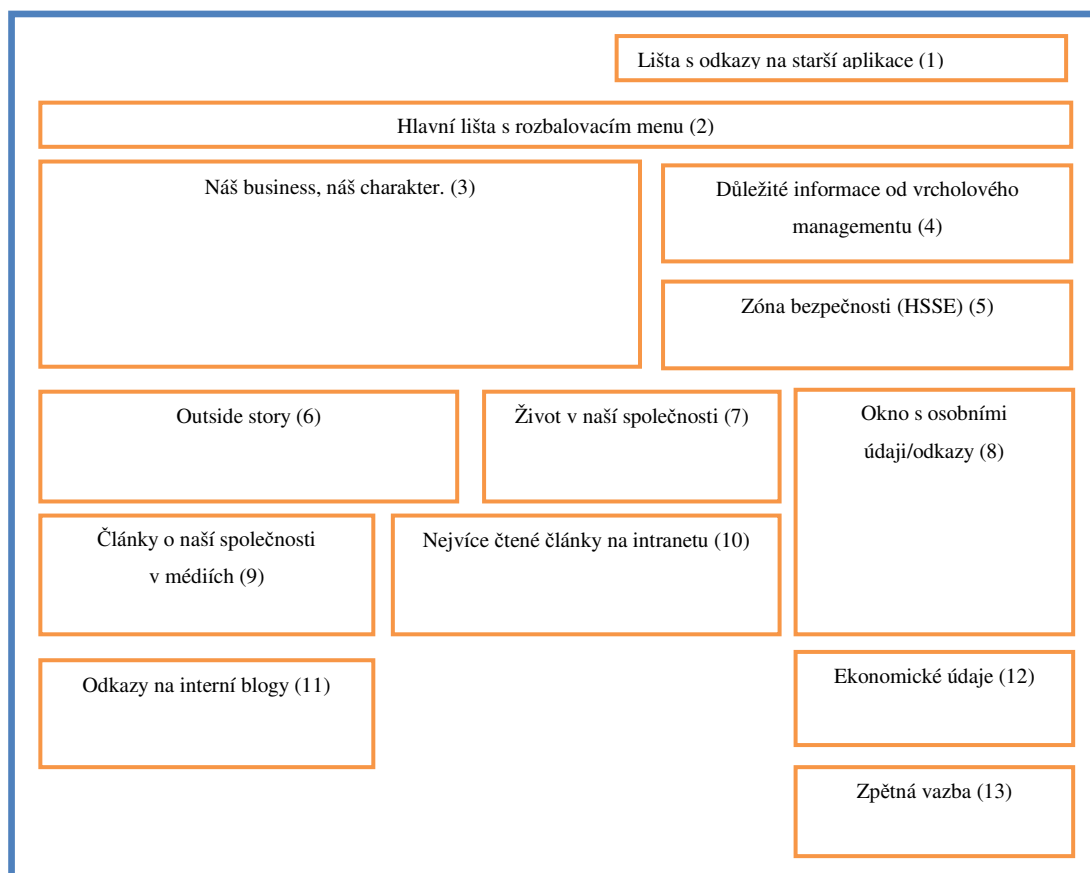 Lišta s odkazy na starší aplikace (1)
Hlavní lišta s rozbalovacím menu (2)
Náš business, náš charakter. (3)
Důležité informace od vrcholového
managementu (4)
Zóna bezpečnosti (HSSE) (5)
Outside story (6)
Život v naší společnosti (7)
Okno s osobními
údaji/odkazy (8)
Články o naší společnosti
v médiích (9)
Nejvíce čtené články na intranetu (10)
Odkazy na interní blogy (11)
Ekonomické údaje (12)
Zpětná vazba (13)